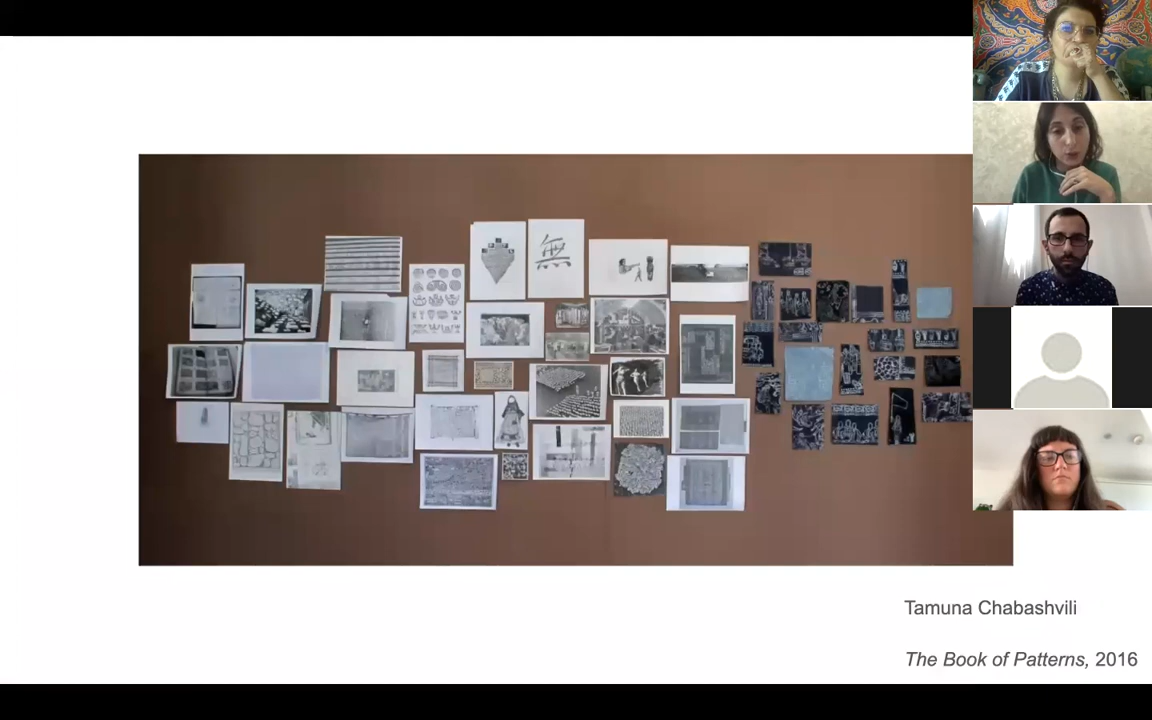 無
Tamuna Chabashvili
The Book of Patterns, 2016